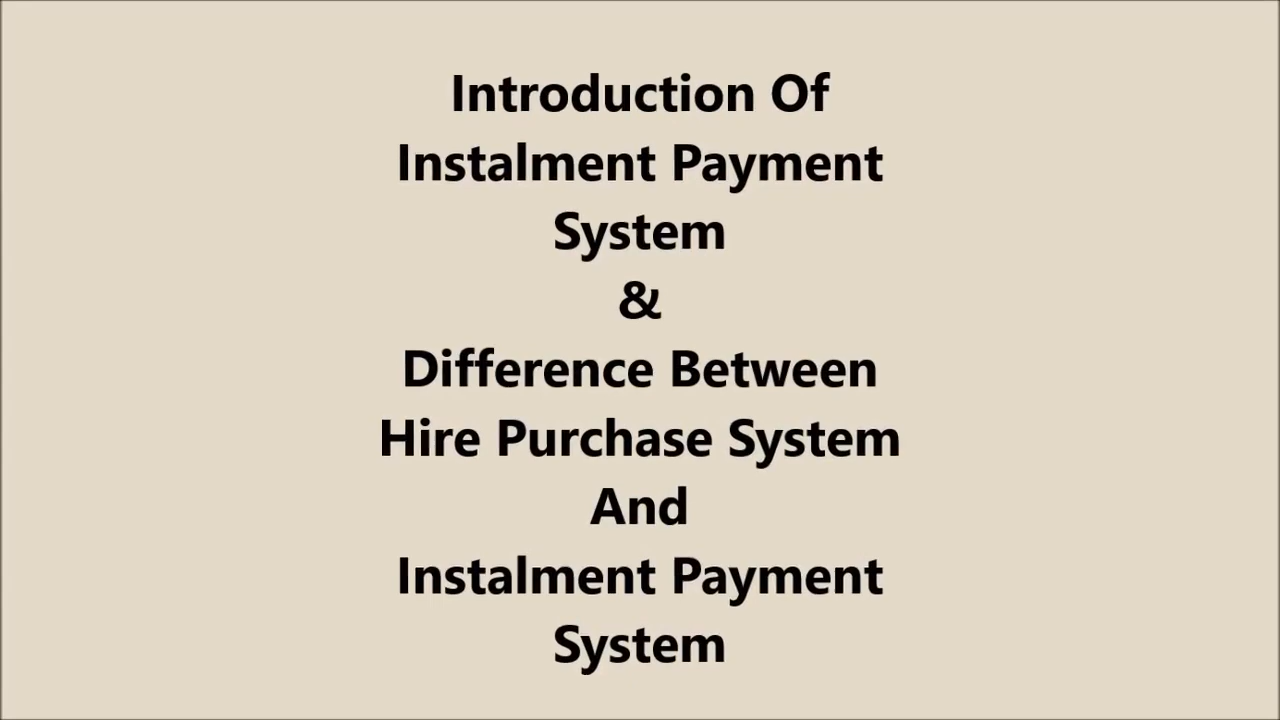 Introduction Of
Instalment Payment
System
&
Difference Between
Hire Purchase System
And
Instalment Payment
System